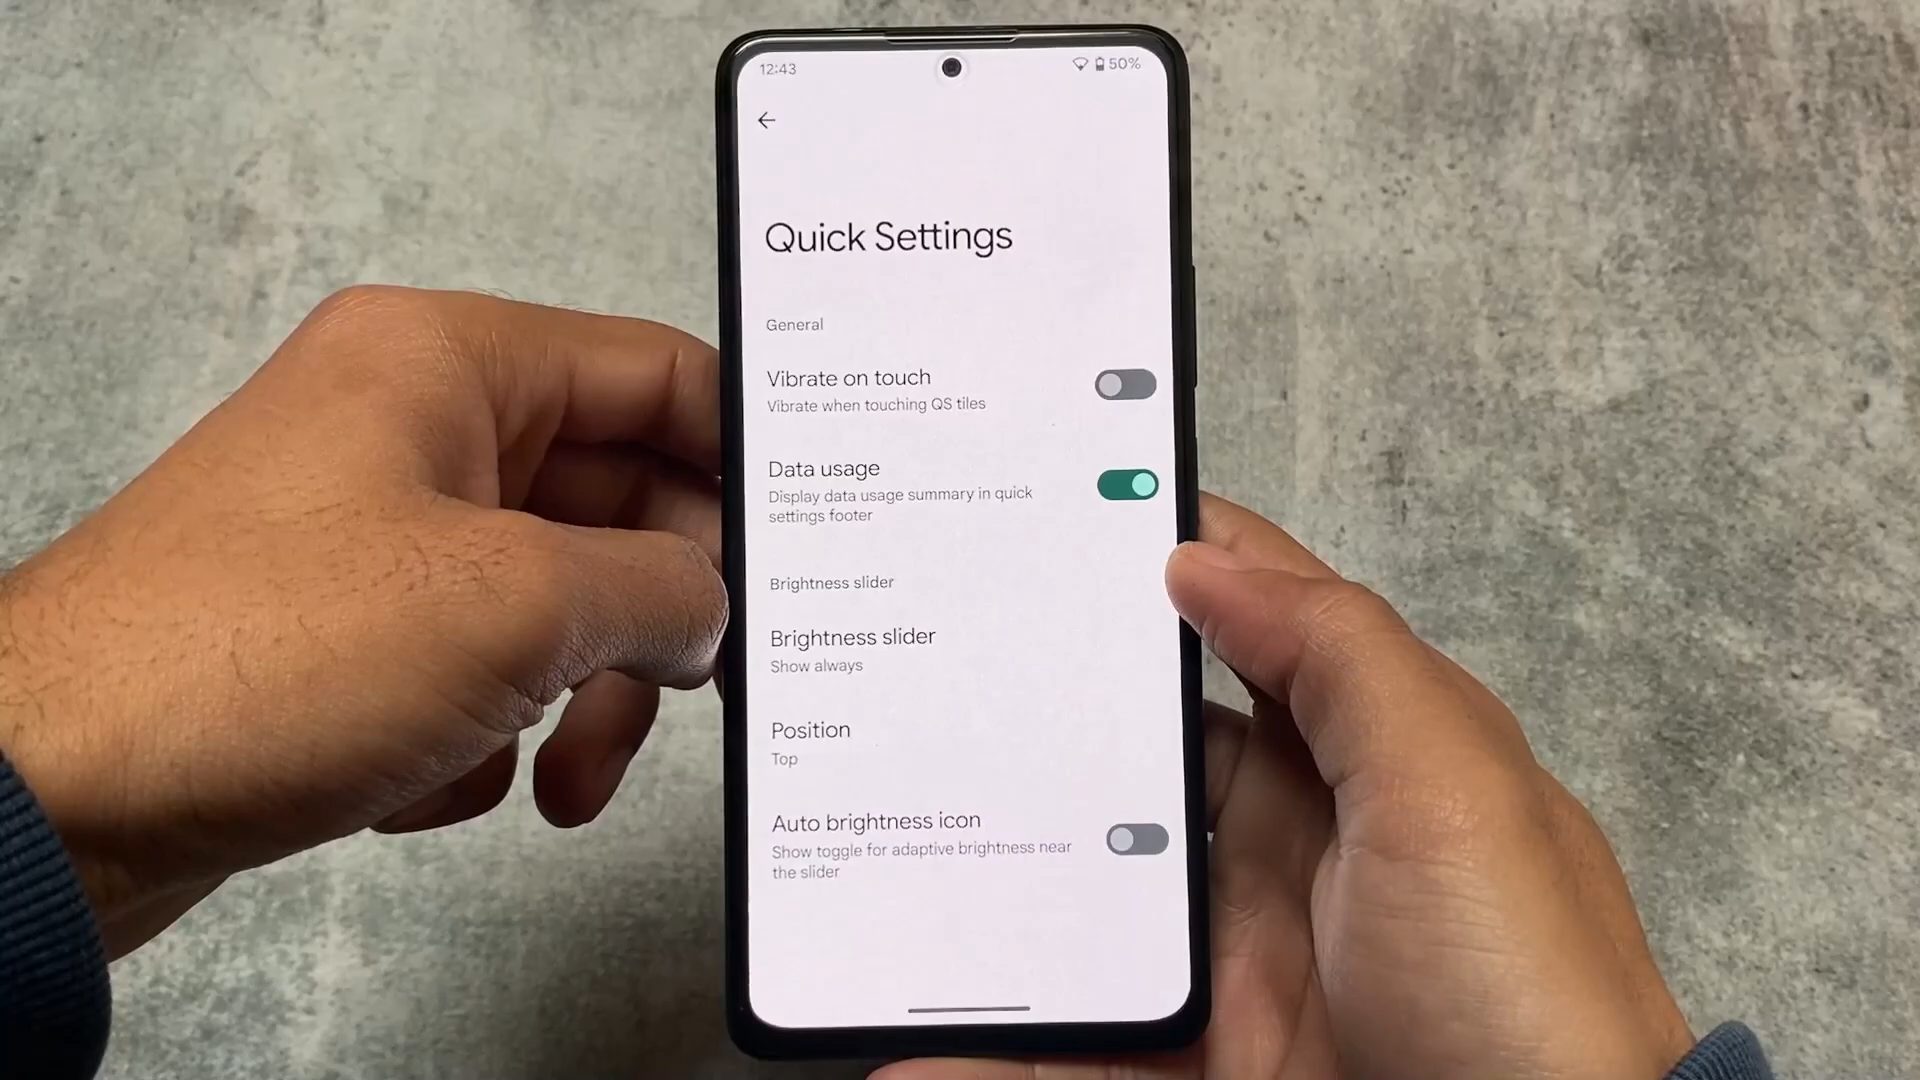 12:43
50%
Quick Settings
General
Vibrate on touch
Vibrate when touching QS tiles
Data usage
Display data usage summary in quick
settings footer
Brightness slider
Brightness slider
Show always
Position
Top
Auto brightness icon
Show toggle for adaptive brightness near
the slider